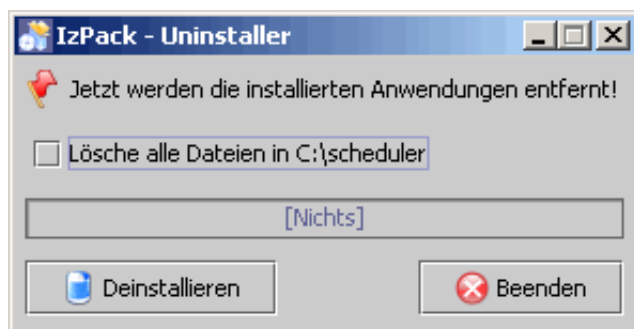 IzPack - Uninstaller
Jetzt werden die installierten Anwendungen entfernt!
Lösche alle Dateien in C:\scheduler
[Nichts]
Deinstallieren
Beenden